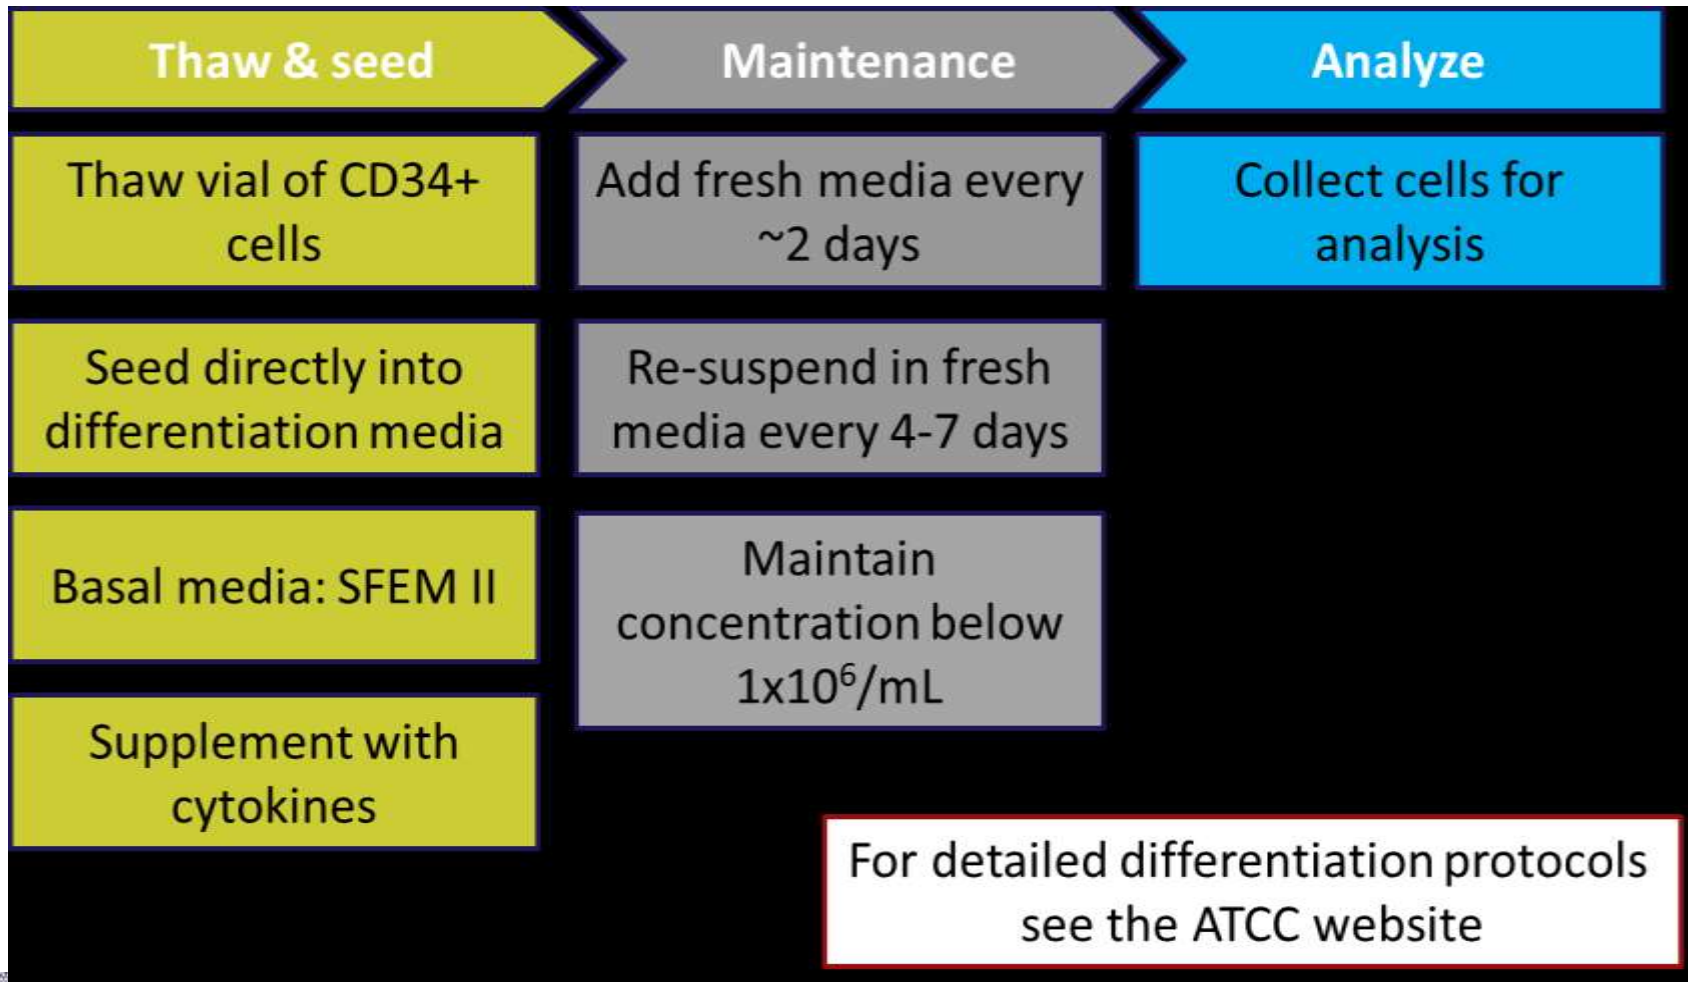 Thaw & seed
Maintenance
Analyze
Thaw vial of CD34+
cells
Seed directly into
differentiation media
Basal media: SFEM II
Supplement with
cytokines
Add fresh media every
~2 days
Re-suspend in fresh
media every 4-7 days
Maintain
concentration below
1x10⁶/mL
Collect cells for
analysis
For detailed differentiation protocols
see the ATCC website